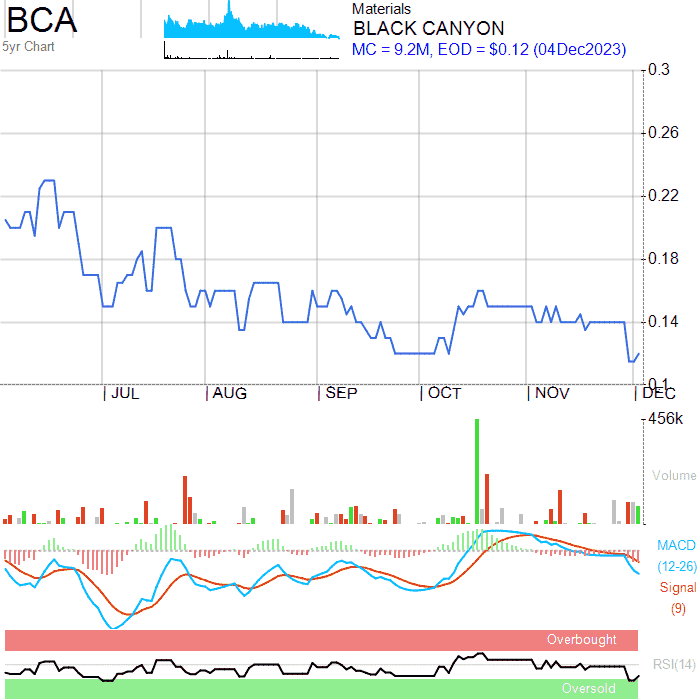 BCA
5yr Chart
Materials
BLACK CANYON
MC = 9.2M, EOD = $0.12 (04Dec2023)
0.3
0.26
0.22
0.18
0.14
0.1
JUL
AUG
SEP
OCT
NOV
DEC
456k
Volume
MACD
(12-26)
Signal
(9)
Overbought
RSI(14)
Oversold